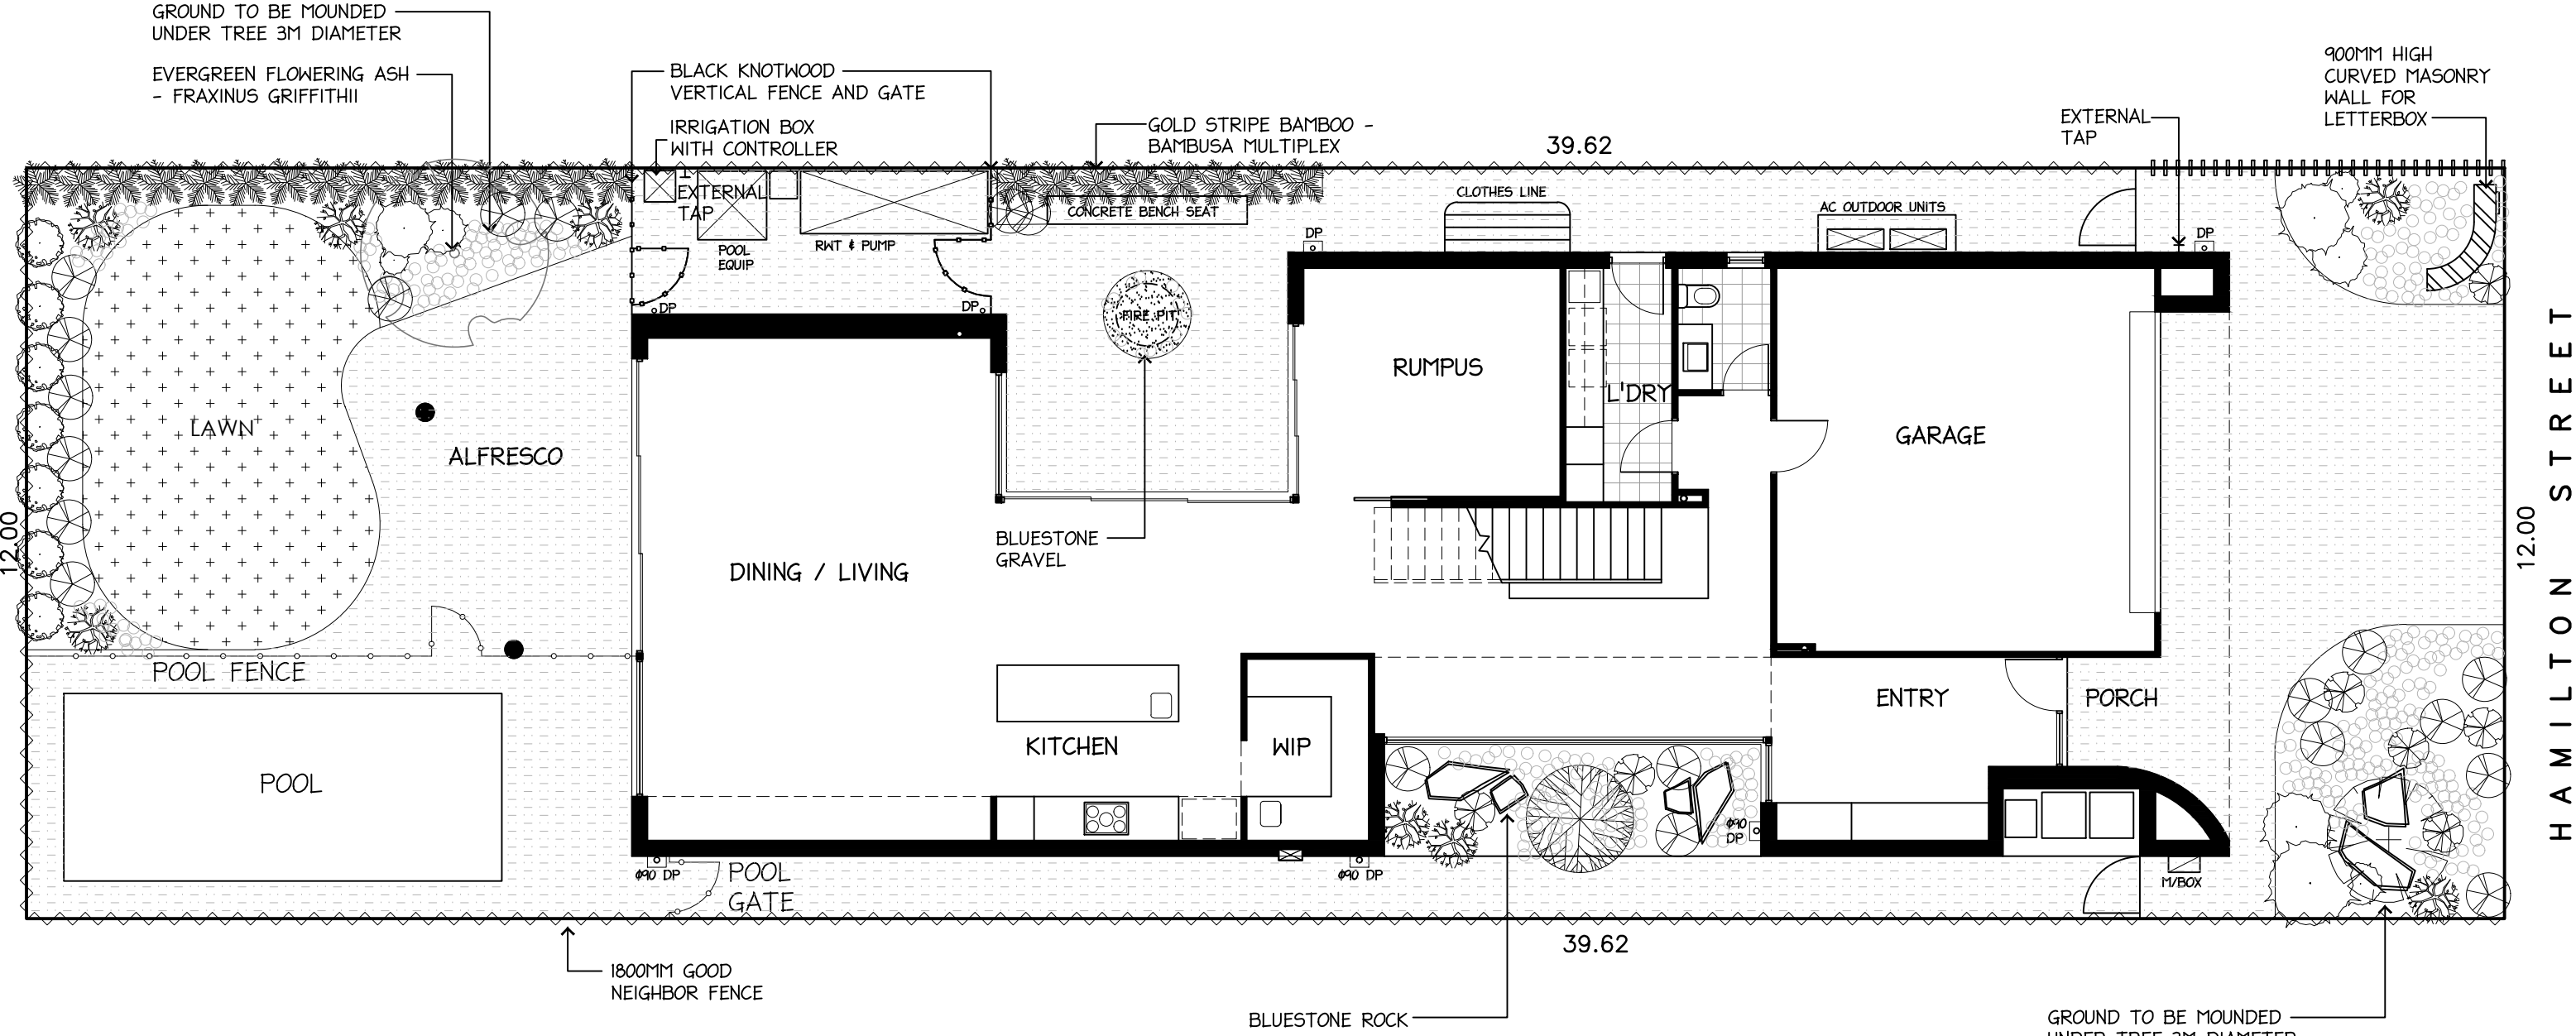 GROUND TO BE MOUNDED
UNDER TREE 3M DIAMETER
EVERGREEN FLOWERING ASH
- FRAXINUS GRIFFITHII
BLACK KNOTWOOD
VERTICAL FENCE AND GATE
IRRIGATION BOX
WITH CONTROLLER
GOLD STRIPE BAMBOO -
BAMBUSA MULTIPLEX
39.62
EXTERNAL
TAP
900MM HIGH
CURVED MASONRY
WALL FOR
LETTERBOX
EXTERNAL
TAP
POOL
EQUIP
RWT & PUMP
CONCRETE BENCH SEAT
CLOTHES LINE
AC OUTDOOR UNITS
DP
DP
DP
DP
FIRE PIT
RUMPUS
L'DRY
GARAGE
LAWN
ALFRESCO
12.00
12.00
HAMILTON STREET
BLUESTONE
GRAVEL
DINING / LIVING
POOL FENCE
POOL
KITCHEN
WIP
ENTRY
PORCH
Ø90
DP
Ø90 DP
POOL
GATE
Ø90 DP
M/BOX
39.62
1800MM GOOD
NEIGHBOR FENCE
BLUESTONE ROCK
GROUND TO BE MOUNDED
UNDER TREE 3M DIAMETER